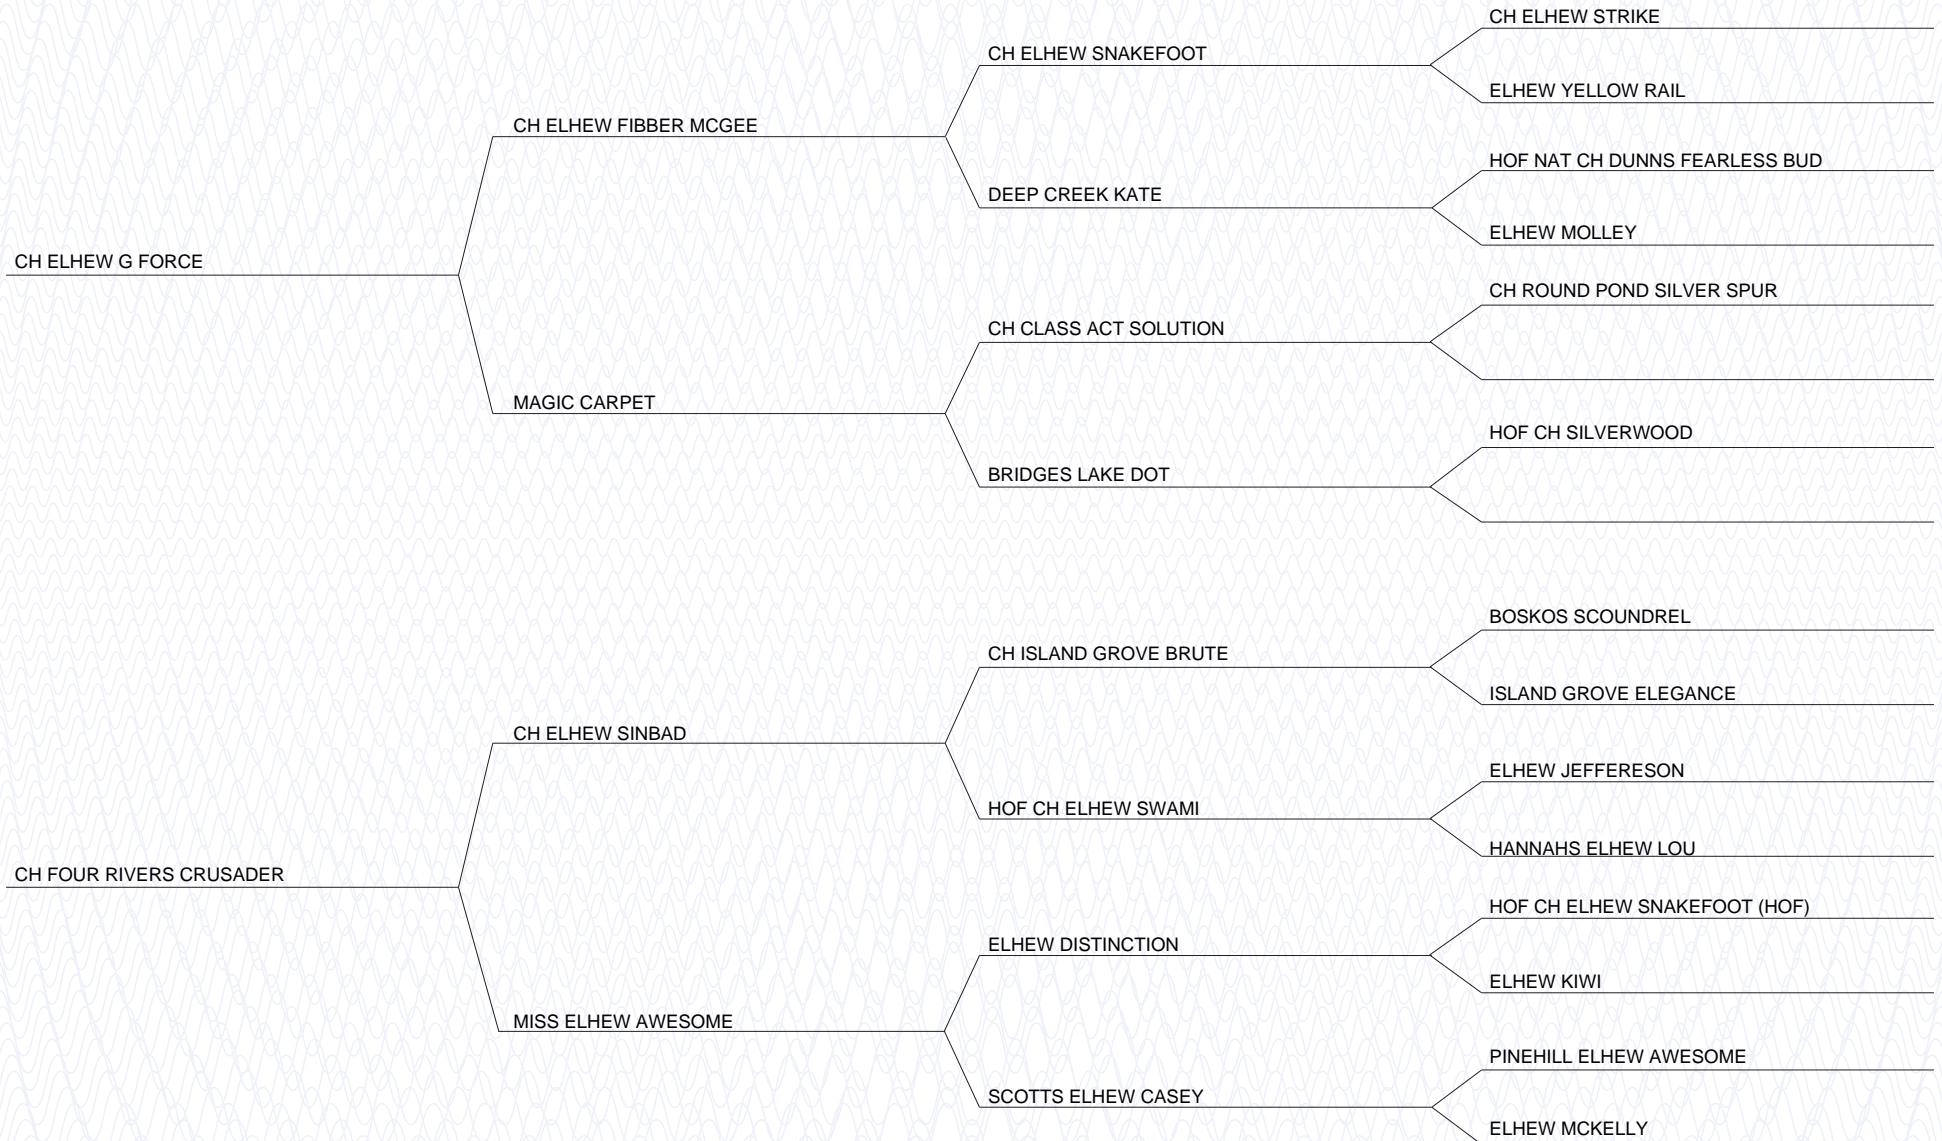 CH ELHEW STRIKE
CH ELHEW SNAKEFOOT
ELHEW YELLOW RAIL
CH ELHEW FIBBER MCGEE
HOF NAT CH DUNNS FEARLESS BUD
DEEP CREEK KATE
ELHEW MOLLEY
CH ELHEW G FORCE
CH ROUND POND SILVER SPUR
CH CLASS ACT SOLUTION
MAGIC CARPET
HOF CH SILVERWOOD
BRIDGES LAKE DOT
BOSKOS SCOUNDREL
CH ISLAND GROVE BRUTE
ISLAND GROVE ELEGANCE
CH ELHEW SINBAD
ELHEW JEFFERESON
HOF CH ELHEW SWAMI
HANNAHS ELHEW LOU
CH FOUR RIVERS CRUSADER
HOF CH ELHEW SNAKEFOOT (HOF)
ELHEW DISTINCTION
ELHEW KIWI
MISS ELHEW AWESOME
PINEHILL ELHEW AWESOME
SCOTTS ELHEW CASEY
ELHEW MCKELLY